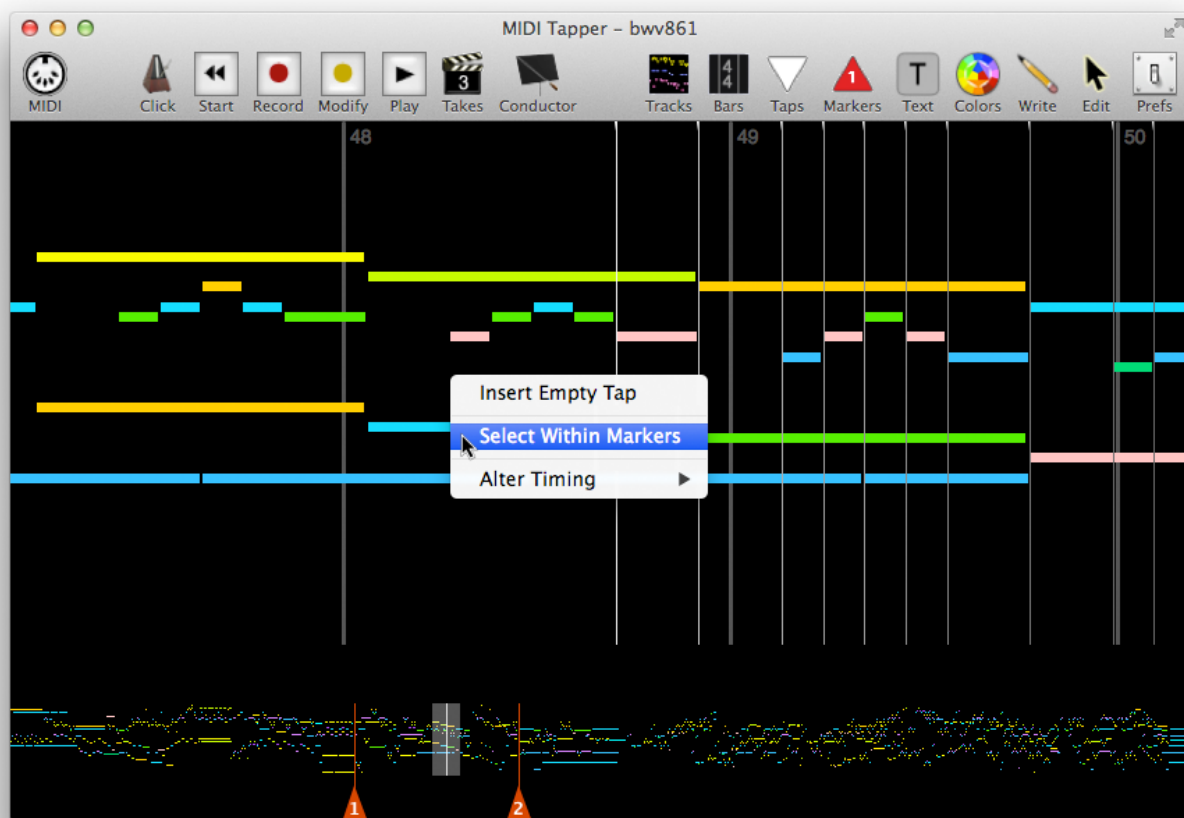 MIDI Tapper – bwv861
MIDI Click Start Record Modify Play 3 Takes Conductor Tracks 4 4 Bars Taps 1 Markers T Text Colors Write Edit Prefs
48 49 50
Insert Empty Tap
Select Within Markers
Alter Timing
1 2